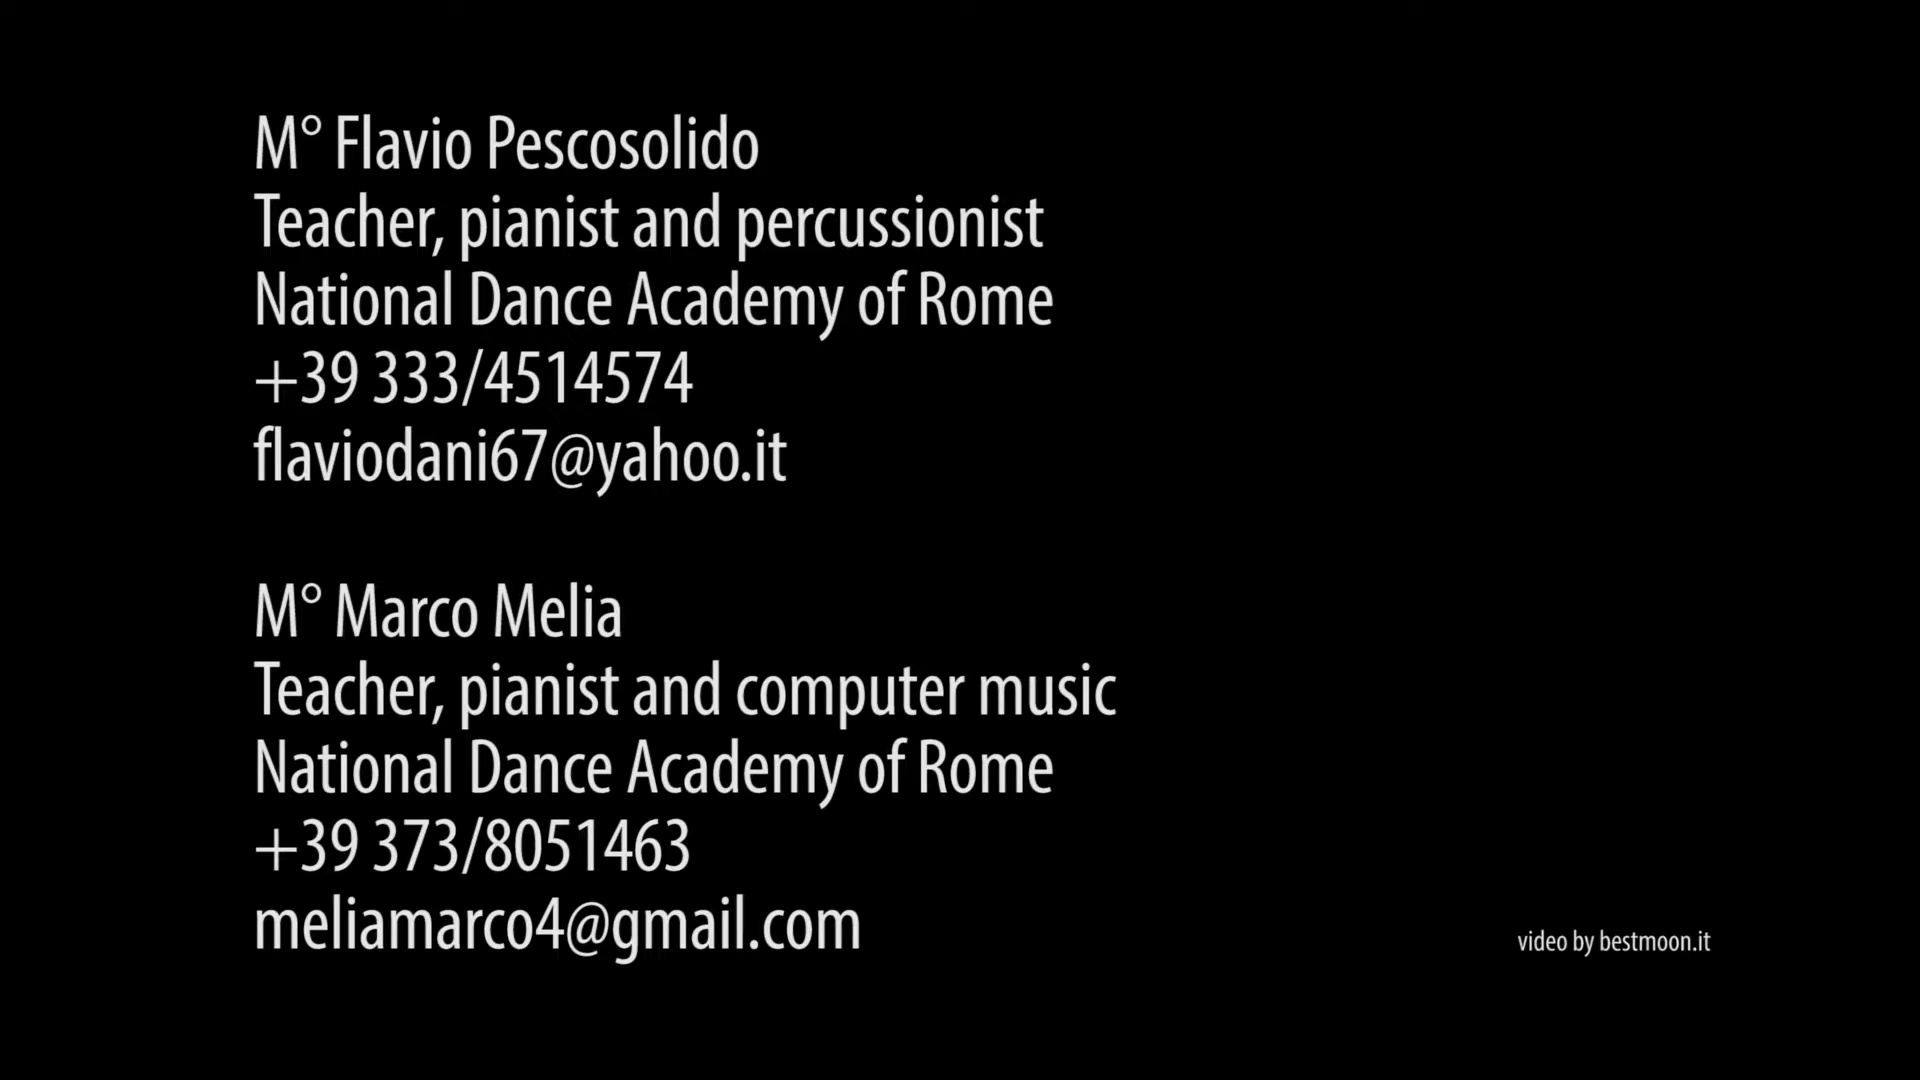 M° Flavio Pescosolido
Teacher, pianist and percussionist
National Dance Academy of Rome
+39 333/4514574
flaviodani67@yahoo.it
M° Marco Melia
Teacher, pianist and computer music
National Dance Academy of Rome
+39 373/8051463
meliamarco4@gmail.com
video by bestmoon.it